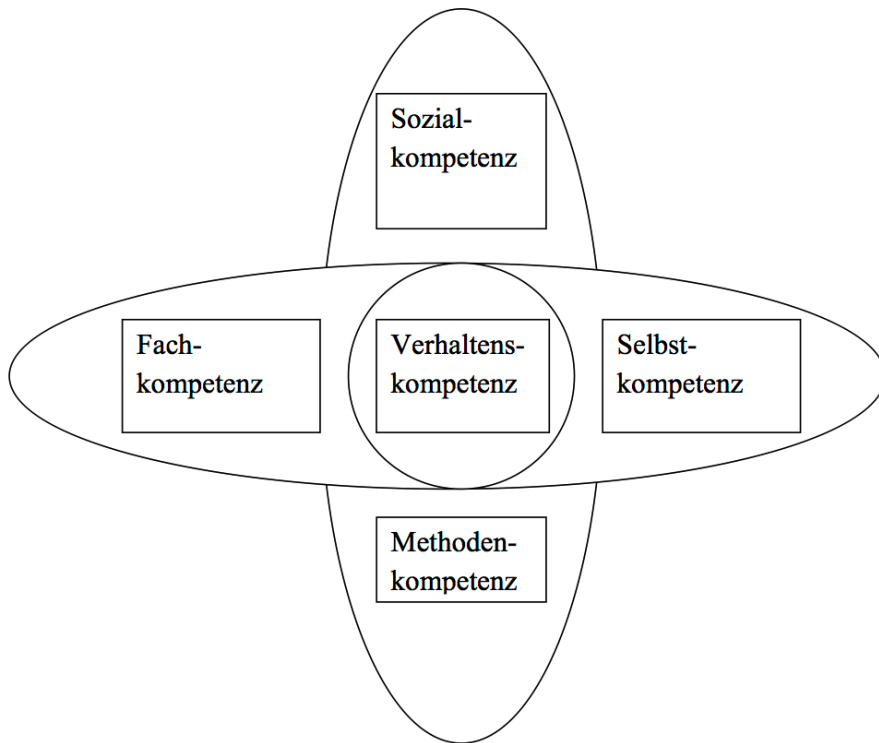 Sozial-
kompetenz
Fach-
kompetenz
Verhaltens-
kompetenz
Selbst-
kompetenz
Methoden-
kompetenz